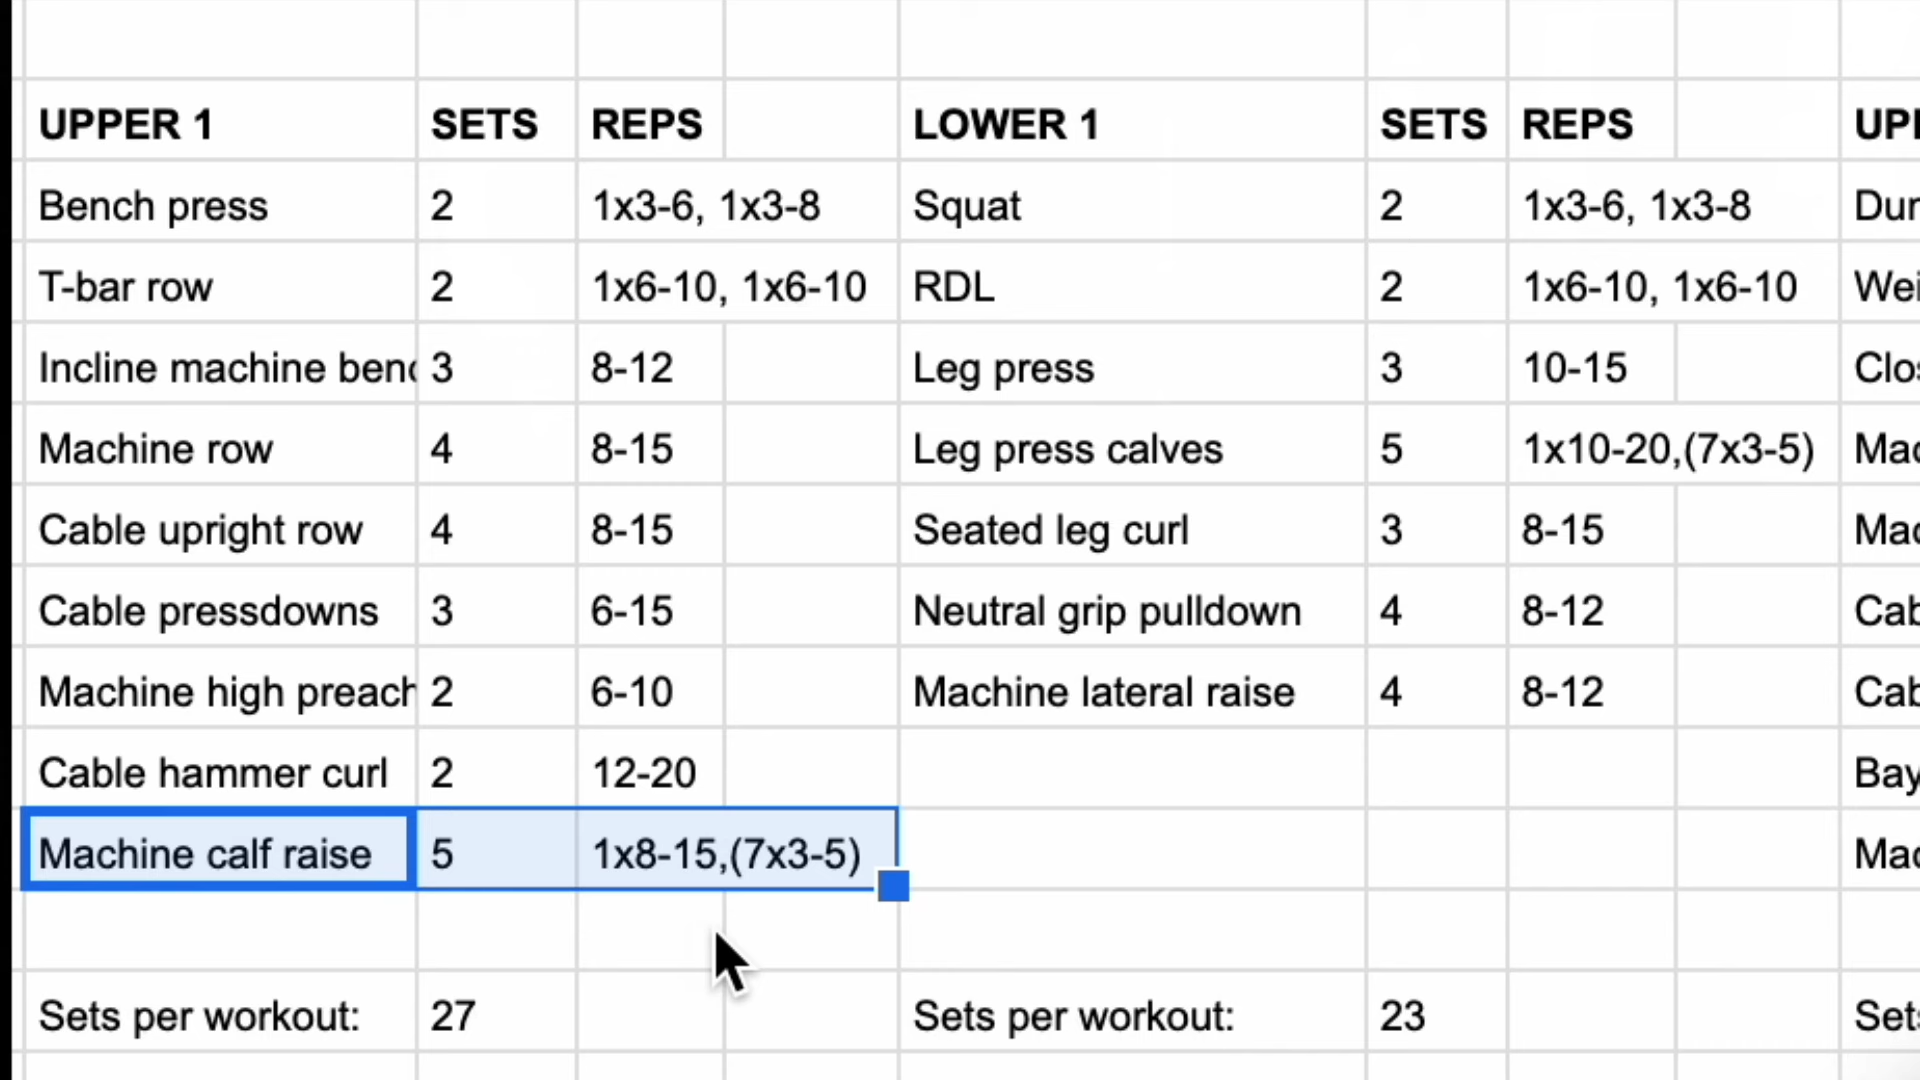 UPPER 1 SETS REPS LOWER 1 SETS REPS
Bench press 2 1x3-6, 1x3-8 Squat 2 1x3-6, 1x3-8
T-bar row 2 1x6-10, 1x6-10 RDL 2 1x6-10, 1x6-10
Incline machine 3 8-12 Leg press 3 10-15
Machine row 4 8-15 Leg press calves 5 1x10-20,(7x3-5)
Cable upright row 4 8-15 Seated leg curl 3 8-15
Cable pressdowns 3 6-15 Neutral grip pulldown 4 8-12
Machine high 2 6-10 Machine lateral raise 4 8-12
Cable hammer curl 2 12-20
Machine calf raise 5 1x8-15,(7x3-5)
Sets per workout: 27 Sets per workout: 23